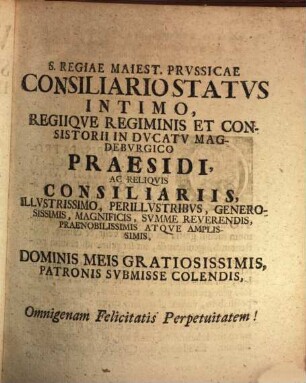 S. REGIAE MAIEST. PRVSSICAE
CONSILIARIO STATVS
INTIMO,
REGIIQVE REGIMINIS ET CON-
SISTORII IN DVCATV MAG-
DEBVRGICO
PRAESIDI,
AC RELIQVIS
CONSILIARIIS,
ILLVSTRISSIMO, PERILLVSTRIBVS, GENERO-
SISSIMIS, MAGNIFICIS, SVMME REVERENDIS,
PRAENOBILISSIMIS ATQVE AMPLIS-
SIMIS,
DOMINIS MEIS GRATIOSISSIMIS,
PATRONIS SVBMISSE COLENDIS,
Omnigenam Felicitatis Perpetuitatem!